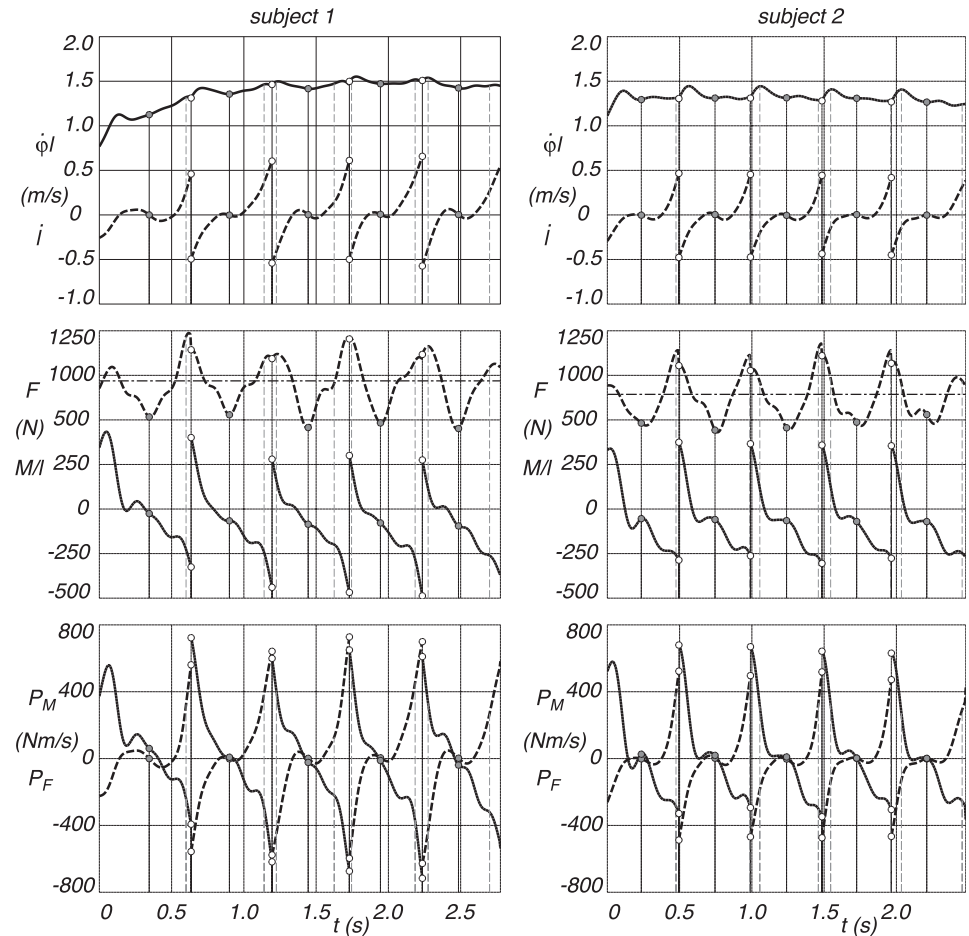 subject 1
subject 2
2.0
1.5
1.0
φ̇l
0.5
(m/s)
0
l̇
-0.5
-1.0
2.0
1.5
1.0
φ̇l
0.5
(m/s)
0
l̇
-0.5
-1.0
1250
1000
F
500
(N)
M/l
250
0
-250
-500
1250
1000
F
500
(N)
M/l
250
0
-250
-500
800
400
P_M
(Nm/s)
0
P_F
-400
-800
800
400
P_M
(Nm/s)
0
P_F
-400
-800
0 0.5 1.0 1.5 2.0 2.5
t (s)
0 0.5 1.0 1.5 2.0
t (s)